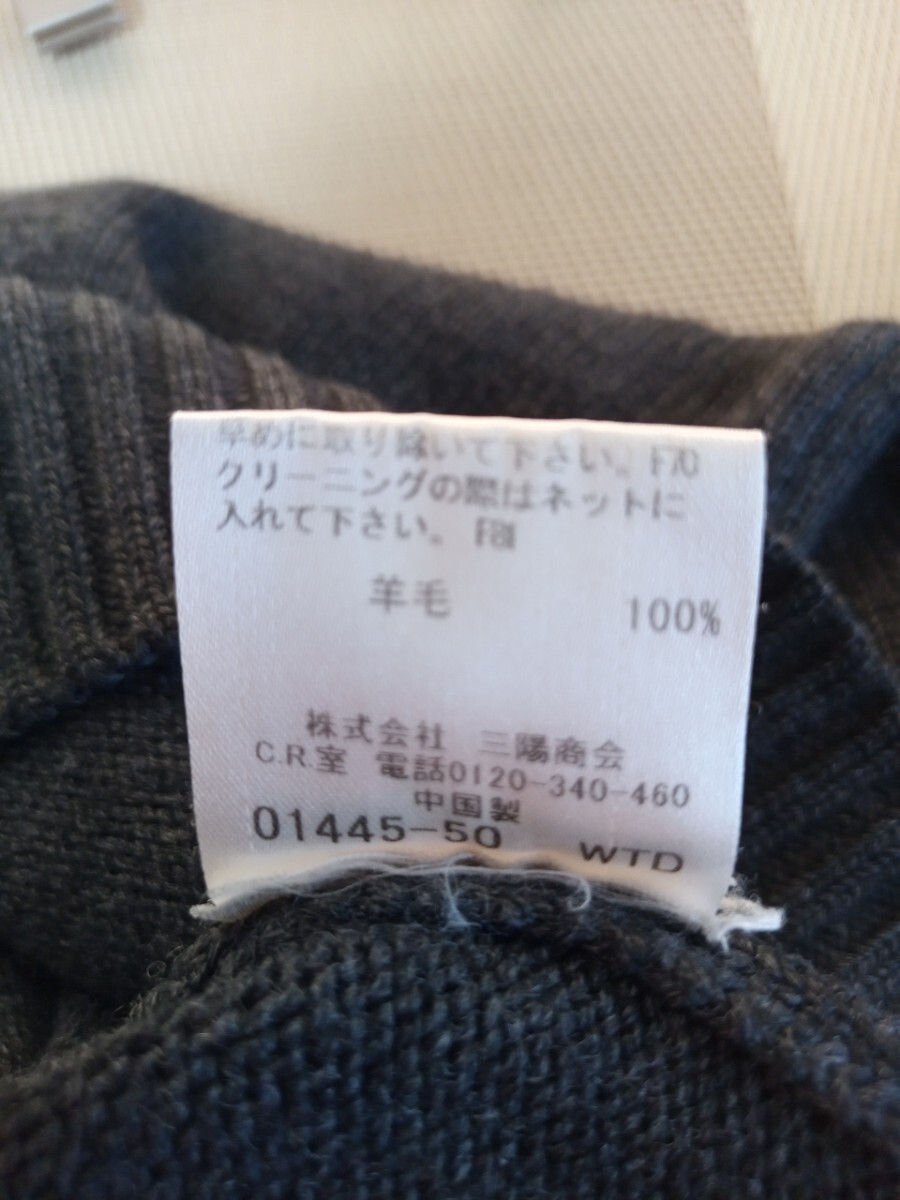 早めに取り除いて下さい。F70
クリーニングの際はネットに
入れて下さい。
羊毛 100%
株式会社 三陽商会
C.R.室 電話0120-340-460
中国製
01445-50 WTD